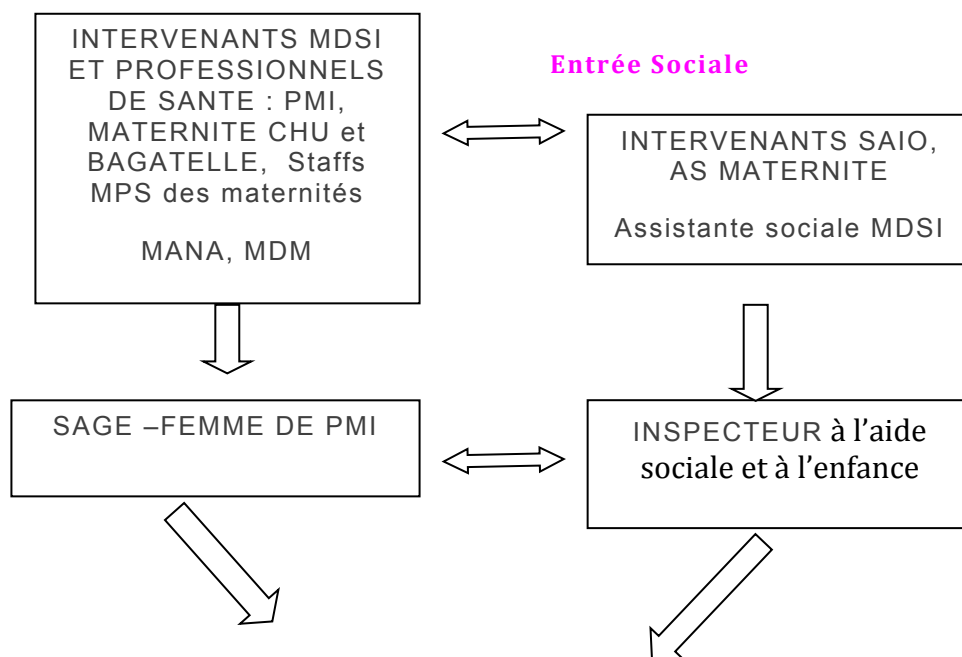 INTERVENANTS MDSI
ET PROFESSIONNELS
DE SANTE : PMI,
MATERNITE CHU et
BAGATELLE, Staffs
MPS des maternités
MANA, MDM
Entrée Sociale
INTERVENANTS SAIO,
AS MATERNITE
Assistante sociale MDSI
SAGE –FEMME DE PMI
INSPECTEUR à l’aide
sociale et à l’enfance